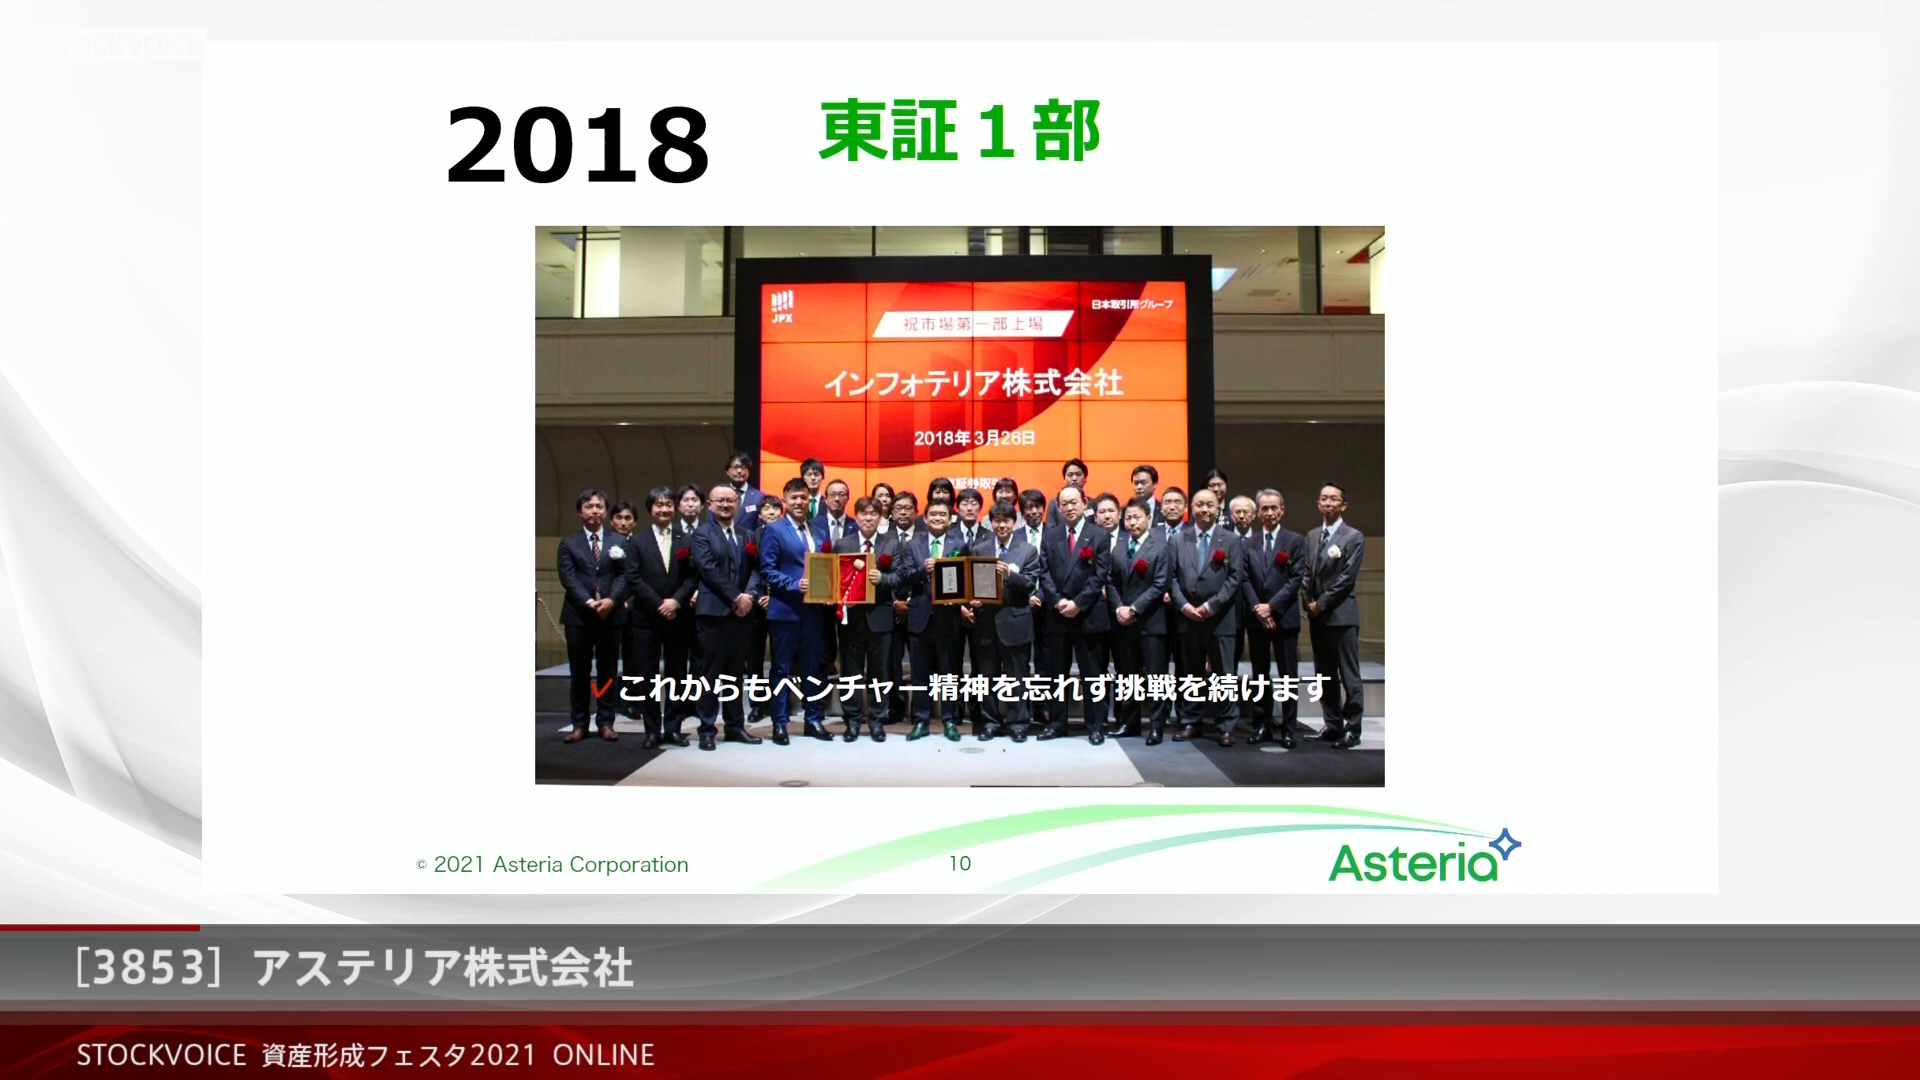 STOCKVOICE
2018 東証１部
JPX
日本取引所グループ
祝市場第一部上場
インフォテリア株式会社
2018年3月26日
✓これからもベンチャー精神を忘れず挑戦を続けます
© 2021 Asteria Corporation
10
Asteria
[3853] アステリア株式会社
STOCKVOICE 資産形成フェスタ2021 ONLINE